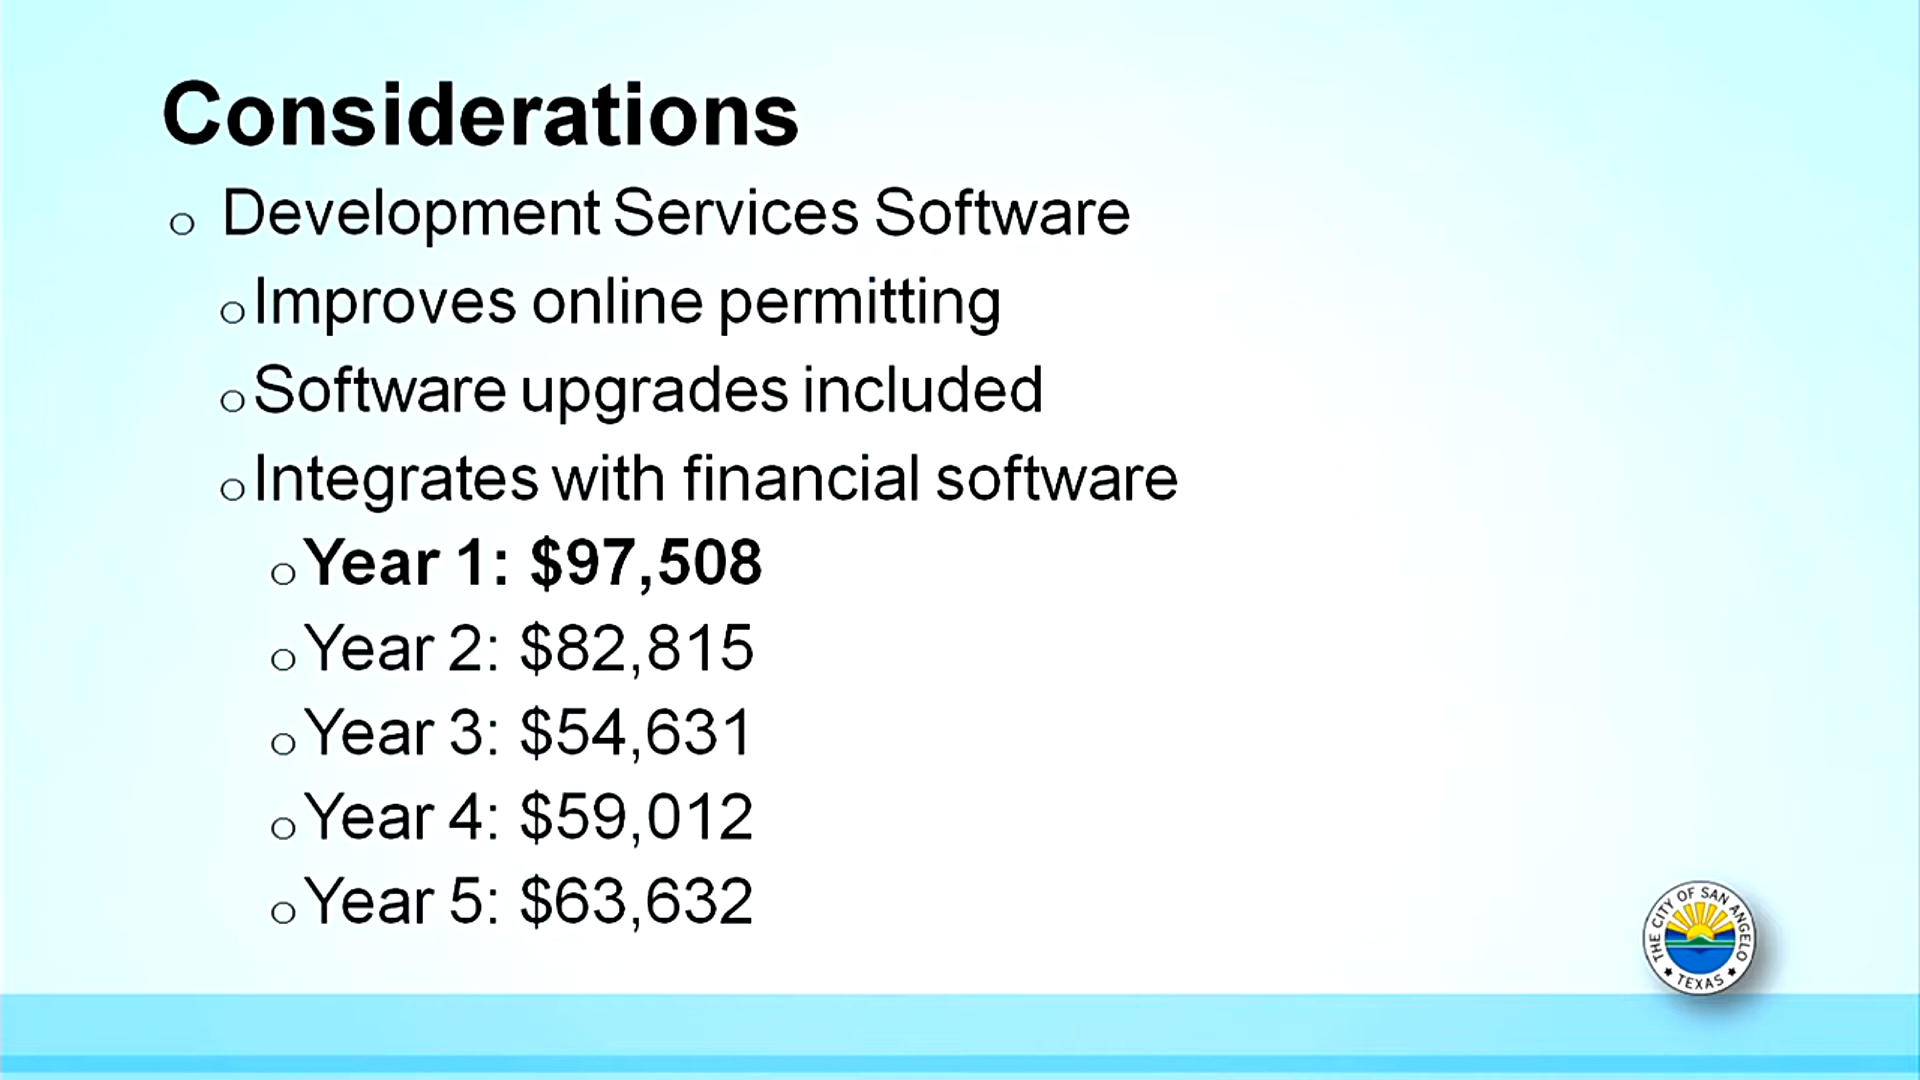 Considerations
o Development Services Software
o Improves online permitting
o Software upgrades included
o Integrates with financial software
o Year 1: $97,508
o Year 2: $82,815
o Year 3: $54,631
o Year 4: $59,012
o Year 5: $63,632
THE CITY OF SAN ANGELO
TEXAS